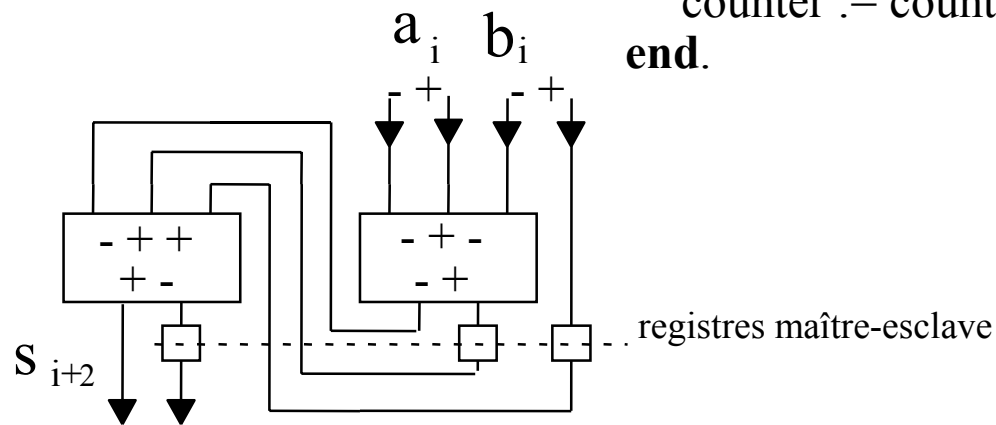 counter := count
end.
a i b i
- + - +
- + + - + -
+ - - +
registres maître-esclave
s i+2